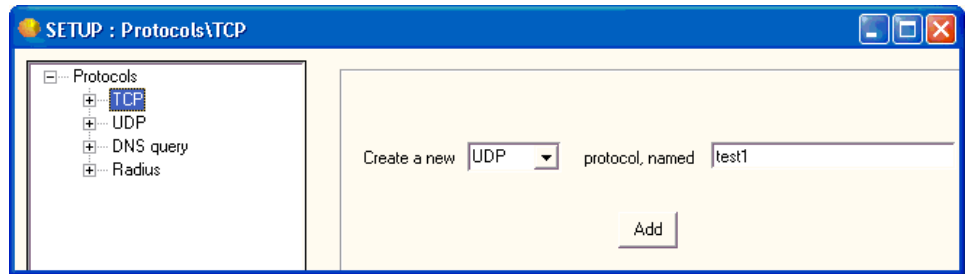 SETUP : Protocols\TCP
Protocols
TCP
UDP
DNS query
Radius
Create a new UDP protocol, named test1
Add